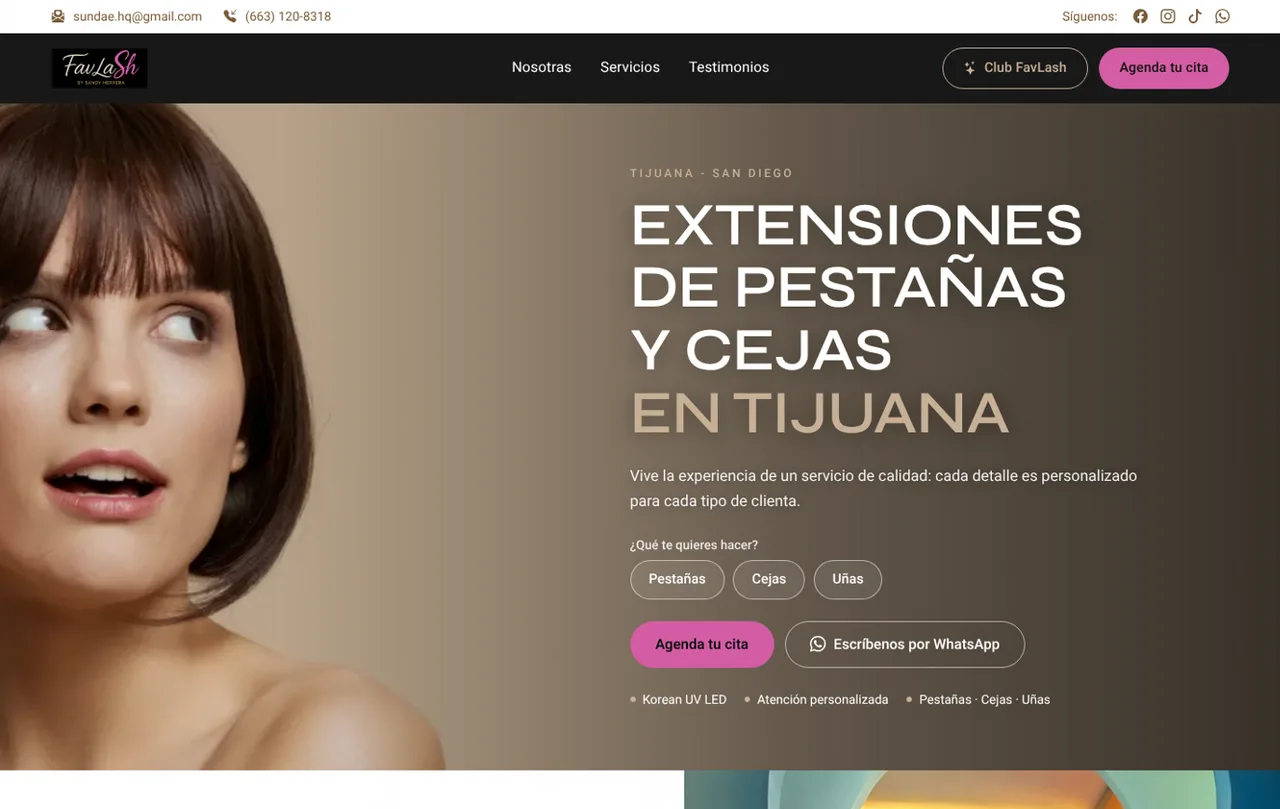 sundae.hq@gmail.com
(663) 120-8318
Síguenos:
FavLaSh
BY SANDY HERRERA
Nosotras
Servicios
Testimonios
Club FavLash
Agenda tu cita
TIJUANA - SAN DIEGO
EXTENSIONES
DE PESTAÑAS
Y CEJAS
EN TIJUANA
Vive la experiencia de un servicio de calidad: cada detalle es personalizado
para cada tipo de clienta.
¿Qué te quieres hacer?
Pestañas
Cejas
Uñas
Agenda tu cita
Escríbenos por WhatsApp
Korean UV LED
Atención personalizada
Pestañas · Cejas · Uñas